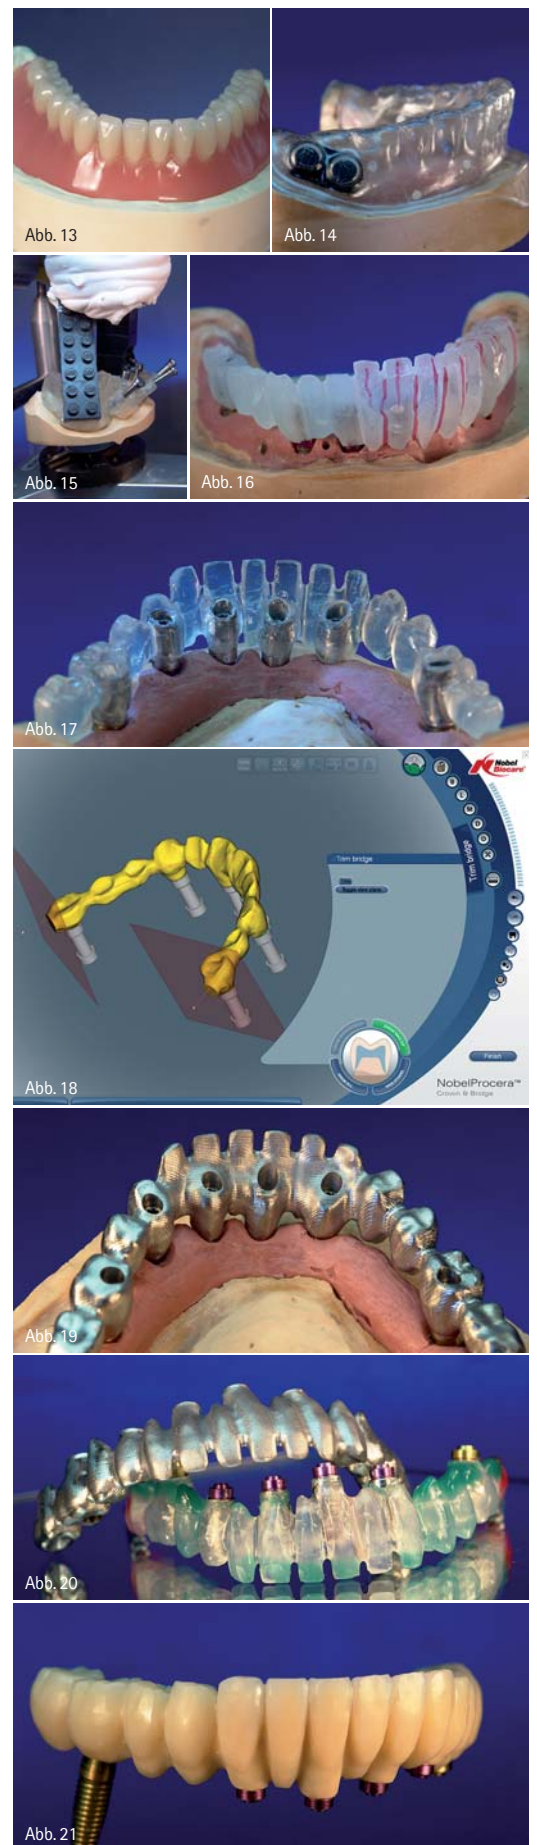 Abb. 13
Abb. 14
Abb. 15
Abb. 16
Abb. 17
Nobel
Biocare
Trim bridge
Trim bridge
Finish
NobelProcera™
Crown & Bridge
Abb. 18
Abb. 19
Abb. 20
Abb. 21